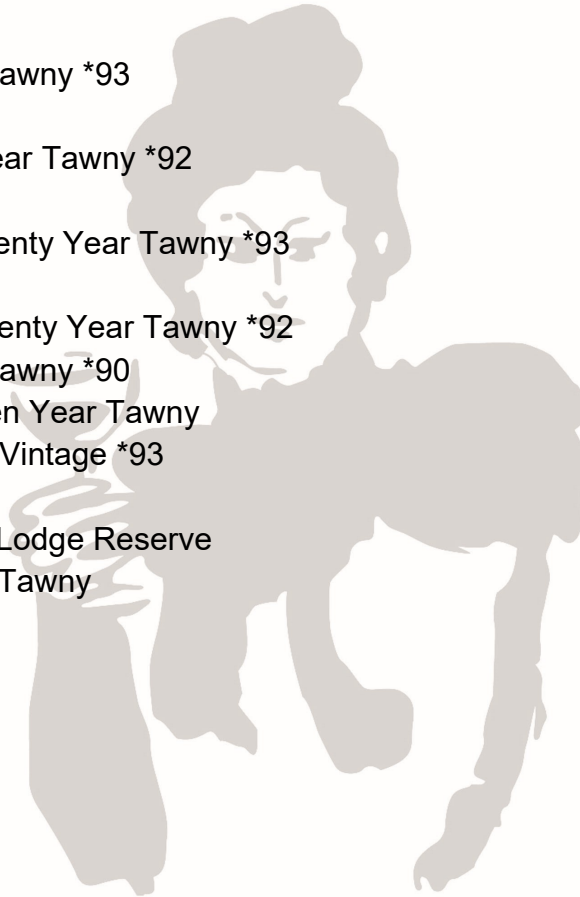 awny *93
ear Tawny *92
enty Year Tawny *93
enty Year Tawny *92
awny *90
en Year Tawny
Vintage *93
Lodge Reserve
Tawny